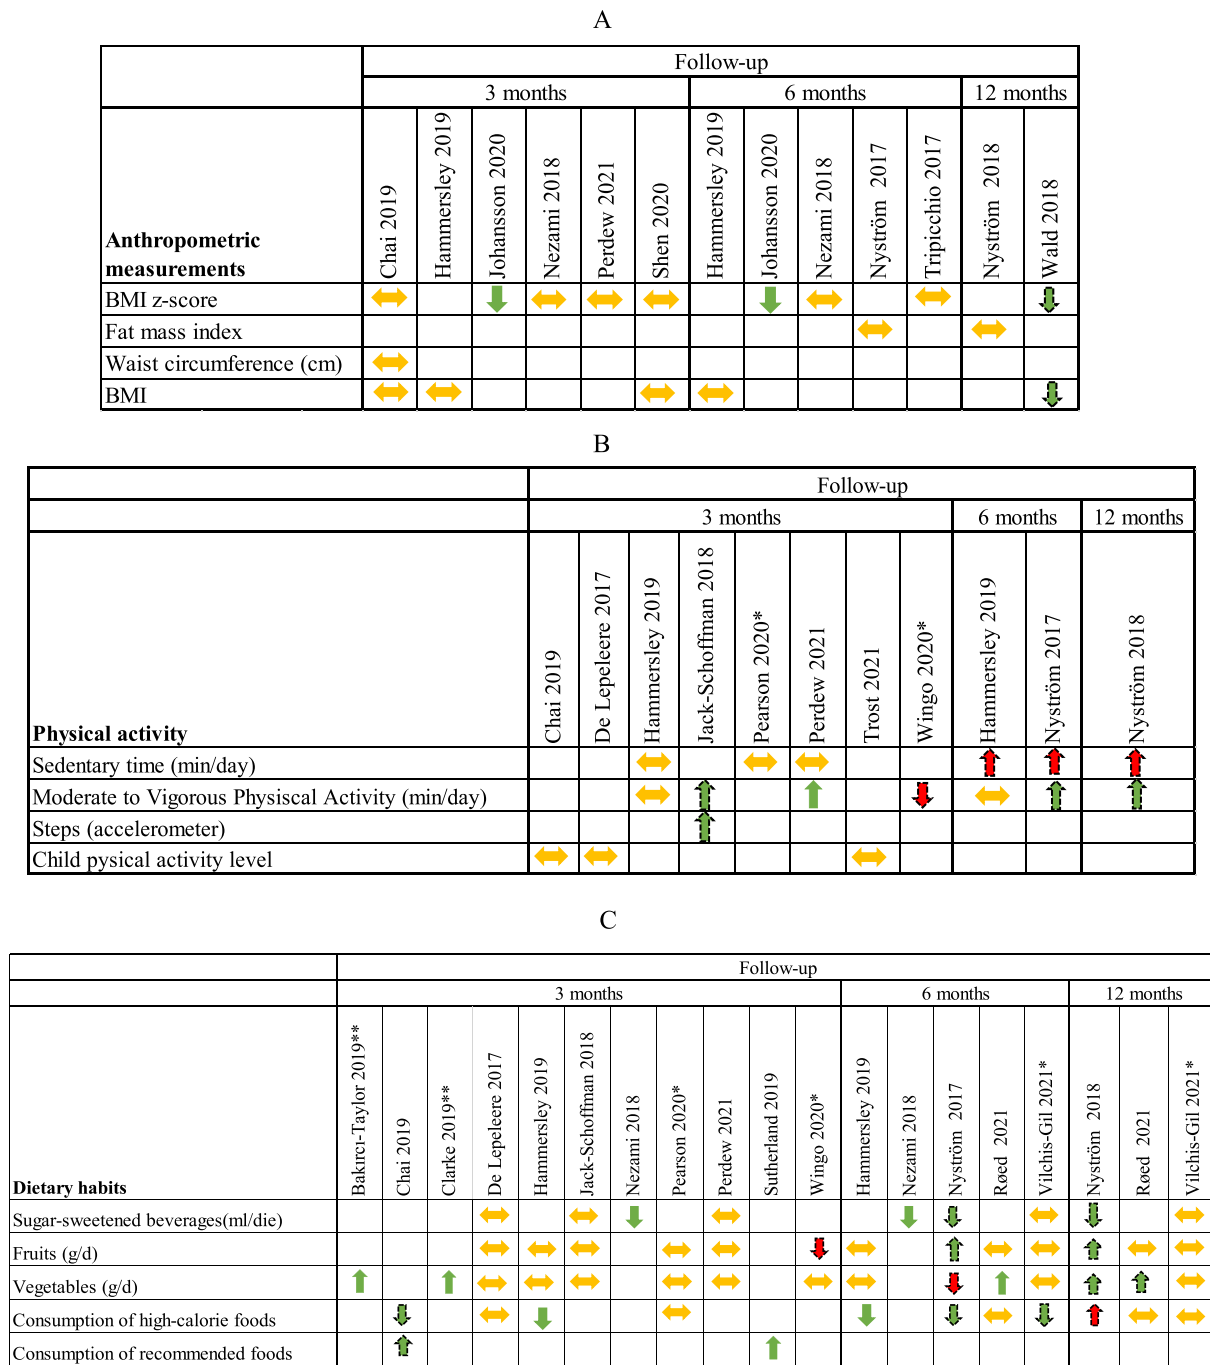 A
Follow-up
3 months 6 months 12 months
Anthropometric
measurements
Chai 2019
Hammersley 2019
Johansson 2020
Nezami 2018
Perdew 2021
Shen 2020
Hammersley 2019
Johansson 2020
Nezami 2018
Nyström 2017
Tripicchio 2017
Nyström 2018
Wald 2018
BMI z-score
Fat mass index
Waist circumference (cm)
BMI
B
Follow-up
3 months 6 months 12 months
Physical activity
Chai 2019
De Lepeleere 2017
Hammersley 2019
Jack-Schoffman 2018
Pearson 2020*
Perdew 2021
Trost 2021
Wingo 2020*
Hammersley 2019
Nyström 2017
Nyström 2018
Sedentary time (min/day)
Moderate to Vigorous Physiscal Activity (min/day)
Steps (accelerometer)
Child pysical activity level
C
Follow-up
3 months 6 months 12 months
Dietary habits
Bakırcı-Taylor 2019**
Chai 2019
Clarke 2019**
De Lepeleere 2017
Hammersley 2019
Jack-Schoffman 2018
Nezami 2018
Pearson 2020*
Perdew 2021
Sutherland 2019
Wingo 2020*
Hammersley 2019
Nezami 2018
Nyström 2017
Røed 2021
Vilchis-Gil 2021*
Nyström 2018
Røed 2021
Vilchis-Gil 2021*
Sugar-sweetened beverages(ml/die)
Fruits (g/d)
Vegetables (g/d)
Consumption of high-calorie foods
Consumption of recommended foods